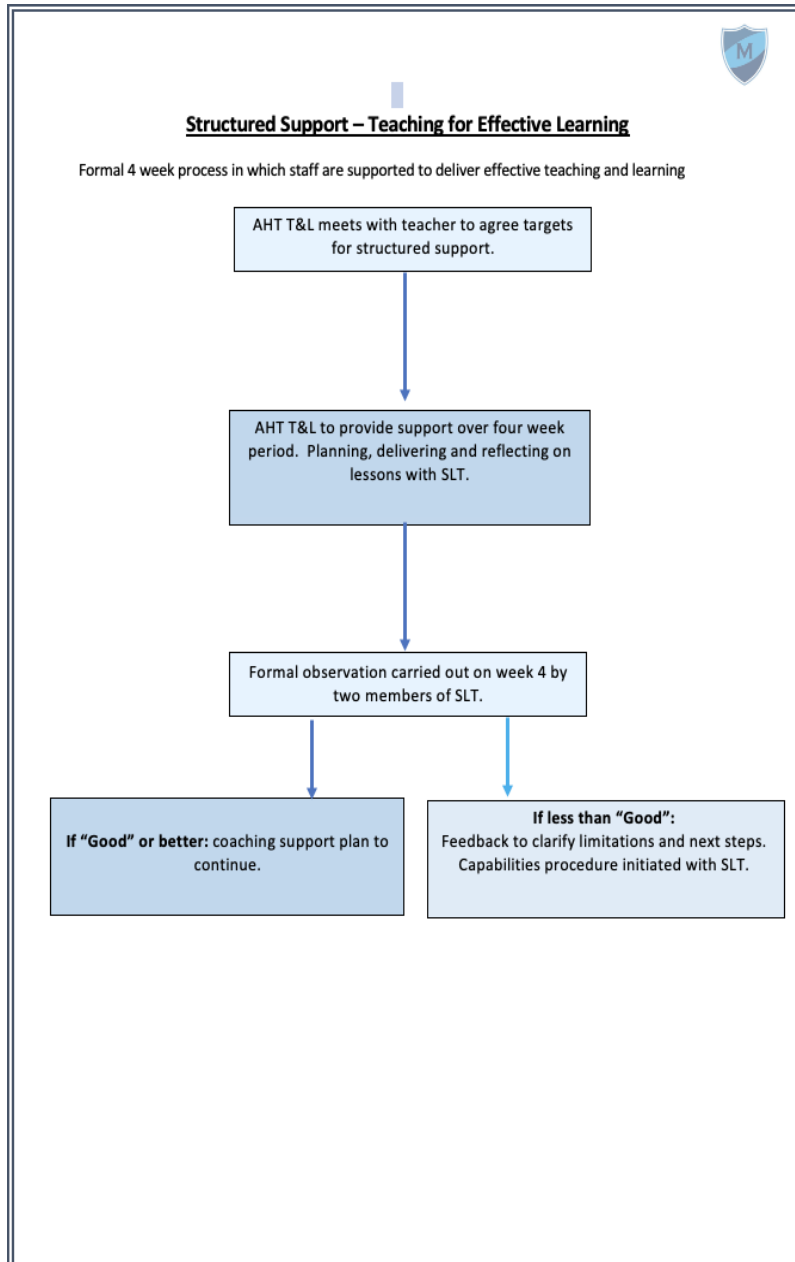 M
Structured Support – Teaching for Effective Learning
Formal 4 week process in which staff are supported to deliver effective teaching and learning
AHT T&L meets with teacher to agree targets
for structured support.
AHT T&L to provide support over four week
period.  Planning, delivering and reflecting on
lessons with SLT.
Formal observation carried out on week 4 by
two members of SLT.
If “Good” or better: coaching support plan to
continue.
If less than “Good”:
Feedback to clarify limitations and next steps.
Capabilities procedure initiated with SLT.